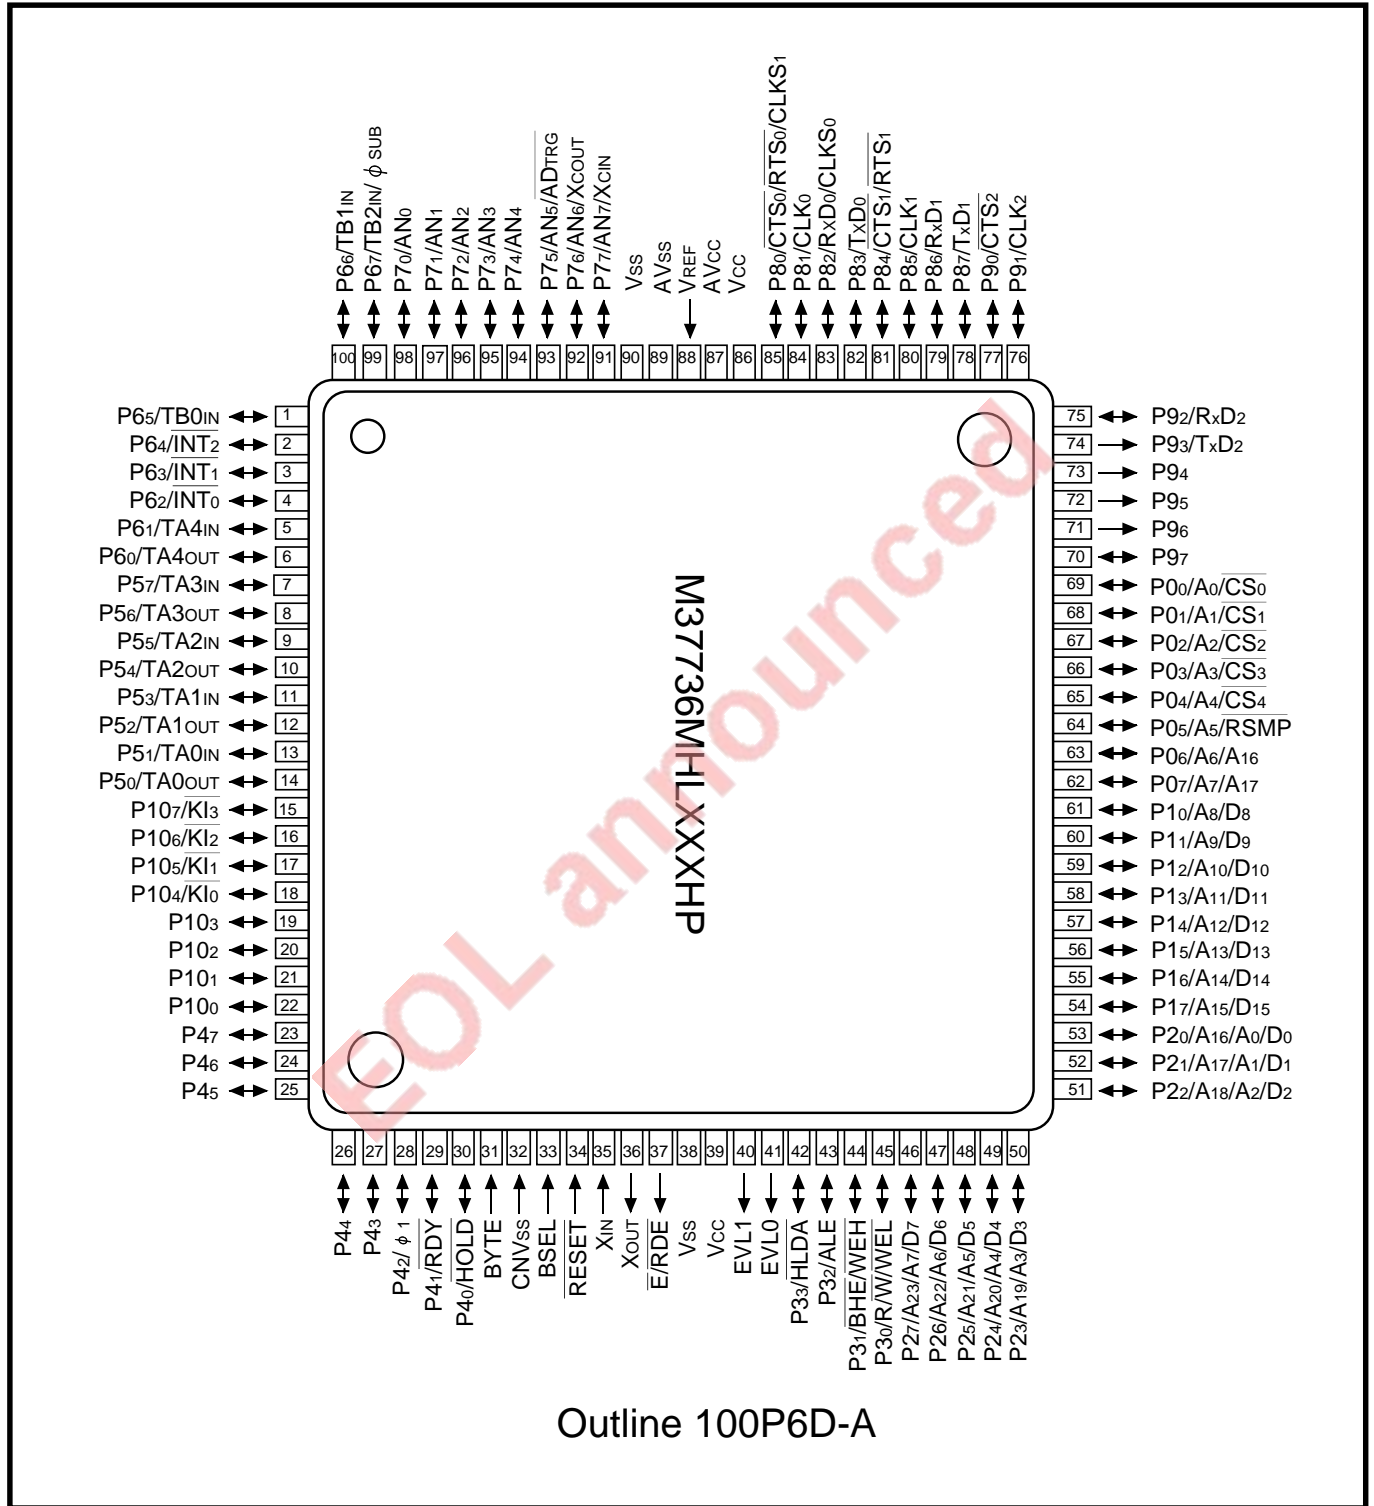 P66/TB1IN
P67/TB2IN/ φ SUB
P70/AN0
P71/AN1
P72/AN2
P73/AN3
P74/AN4
P75/AN5/ADTRG
P76/AN6/XCOUT
P77/AN7/XCIN
VSS
AVSS
VREF
AVCC
VCC
P80/CTS0/RTS0/CLKS1
P81/CLK0
P82/RxD0/CLKS0
P83/TxD0
P84/CTS1/RTS1
P85/CLK1
P86/RxD1
P87/TxD1
P90/CTS2
P91/CLK2
100 99 98 97 96 95 94 93 92 91 90 89 88 87 86 85 84 83 82 81 80 79 78 77 76
P65/TB0IN 1
P64/INT2 2
P63/INT1 3
P62/INT0 4
P61/TA4IN 5
P60/TA4OUT 6
P57/TA3IN 7
P56/TA3OUT 8
P55/TA2IN 9
P54/TA2OUT 10
P53/TA1IN 11
P52/TA1OUT 12
P51/TA0IN 13
P50/TA0OUT 14
P107/KI3 15
P106/KI2 16
P105/KI1 17
P104/KI0 18
P103 19
P102 20
P101 21
P100 22
P47 23
P46 24
P45 25
M37736MHLXXXHP
EOL announced
75 P92/RxD2
74 P93/TxD2
73 P94
72 P95
71 P96
70 P97
69 P00/A0/CS0
68 P01/A1/CS1
67 P02/A2/CS2
66 P03/A3/CS3
65 P04/A4/CS4
64 P05/A5/RSMP
63 P06/A6/A16
62 P07/A7/A17
61 P10/A8/D8
60 P11/A9/D9
59 P12/A10/D10
58 P13/A11/D11
57 P14/A12/D12
56 P15/A13/D13
55 P16/A14/D14
54 P17/A15/D15
53 P20/A16/A0/D0
52 P21/A17/A1/D1
51 P22/A18/A2/D2
26 27 28 29 30 31 32 33 34 35 36 37 38 39 40 41 42 43 44 45 46 47 48 49 50
P44
P43
P42/ φ 1
P41/RDY
P40/HOLD
BYTE
CNVSS
BSEL
RESET
XIN
XOUT
E/RDE
VSS
VCC
EVL1
EVL0
P33/HLDA
P32/ALE
P31/BHE/WEH
P30/R/W/WEL
P27/A23/A7/D7
P26/A22/A6/D6
P25/A21/A5/D5
P24/A20/A4/D4
P23/A19/A3/D3
Outline 100P6D-A